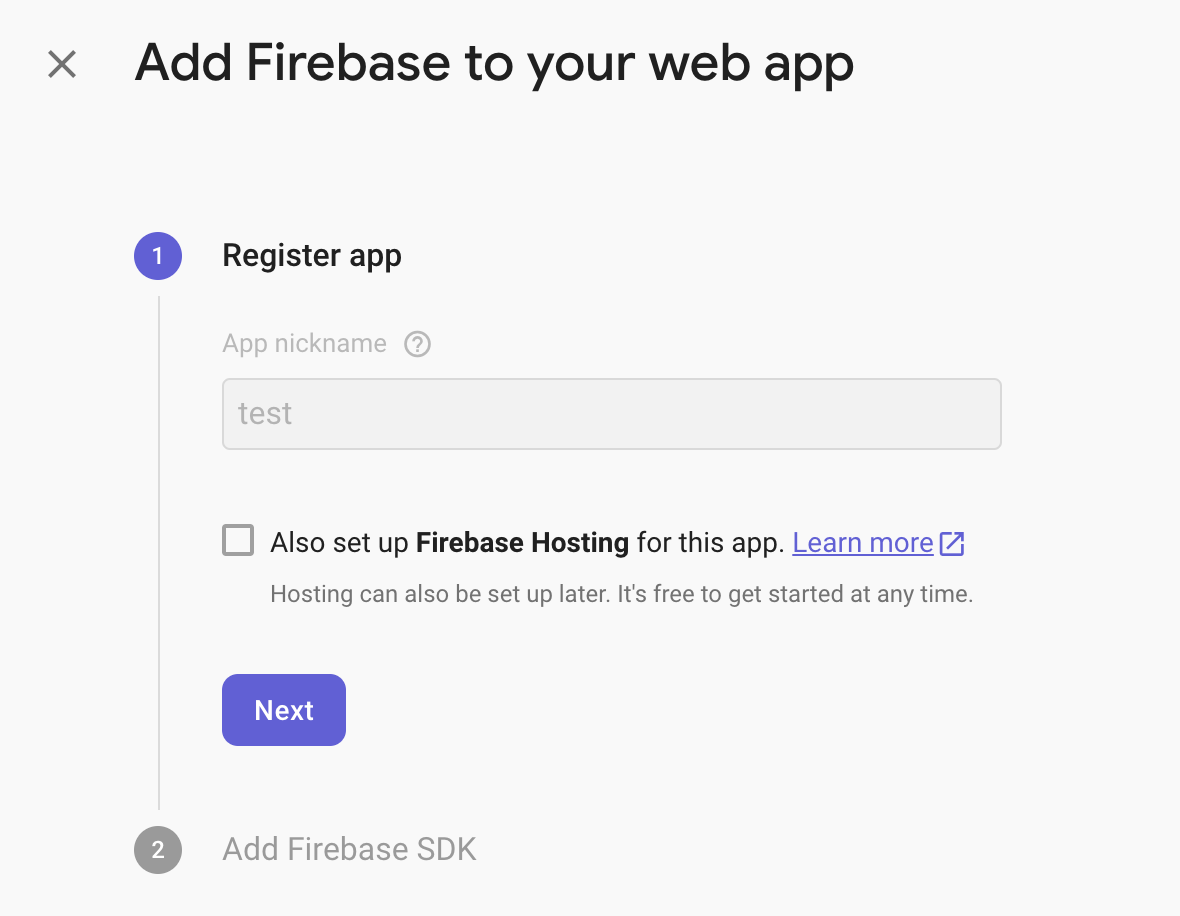 Add Firebase to your web app
1
Register app
App nickname
test
Also set up Firebase Hosting for this app. Learn more
Hosting can also be set up later. It's free to get started at any time.
Next
2
Add Firebase SDK